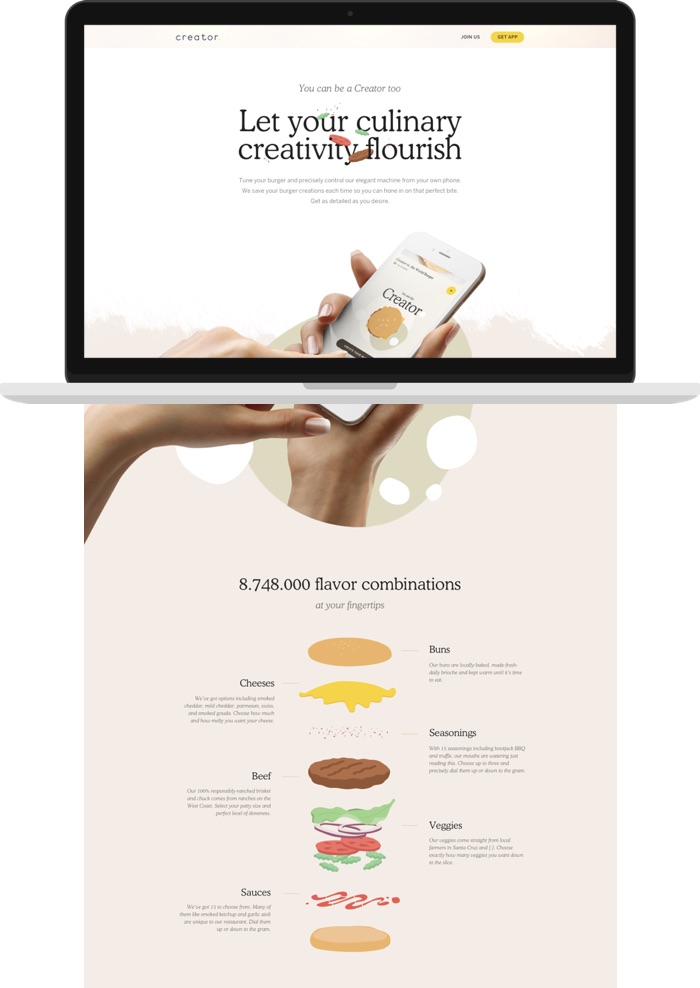 creator
JOIN US
GET APP
You can be a Creator too
Let your culinary
creativity flourish
Tune your burger and precisely control our elegant machine from your own phone.
We save your burger creations each time so you can hone in on that perfect bite.
Get as detailed as you desire.
Creator
8.748.000 flavor combinations
at your fingertips
Buns
Our buns are locally-baked, made fresh
daily brioche and kept warm until it's time
to eat.
Cheeses
We've got options including smoked
cheddar, mild cheddar, parmesan, swiss,
and smoked gouda. Choose how much
and how melty you want your cheese.
Seasonings
With 15 seasonings including bootjack BBQ
and truffle, our mouths are watering just
reading this. Choose up to three and
precisely dial them up or down to the gram.
Beef
Our 100% responsibly-ranched brisket
and chuck comes from ranches on the
West Coast. Select your patty size and
perfect level of doneness.
Veggies
Our veggies come straight from local
farmers in Santa Cruz and [ ]. Choose
exactly how many veggies you want down
to the slice.
Sauces
We've got 15 to choose from. Many of
them like smoked ketchup and garlic aioli
are unique to our restaurant. Dial them
up or down to the gram.